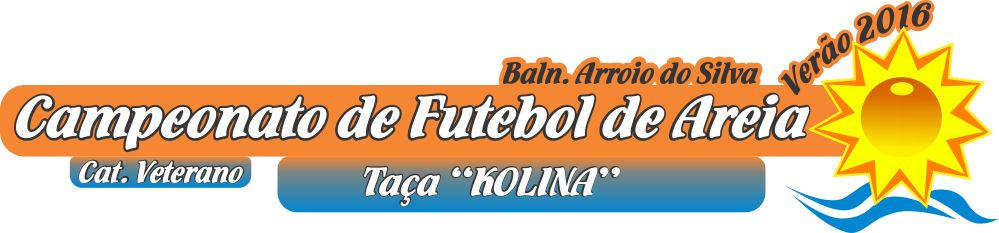 Verão 2016
Baln. Arroio do Silva
Campeonato de Futebol de Areia
Cat. Veterano
Taça “KOLINA”